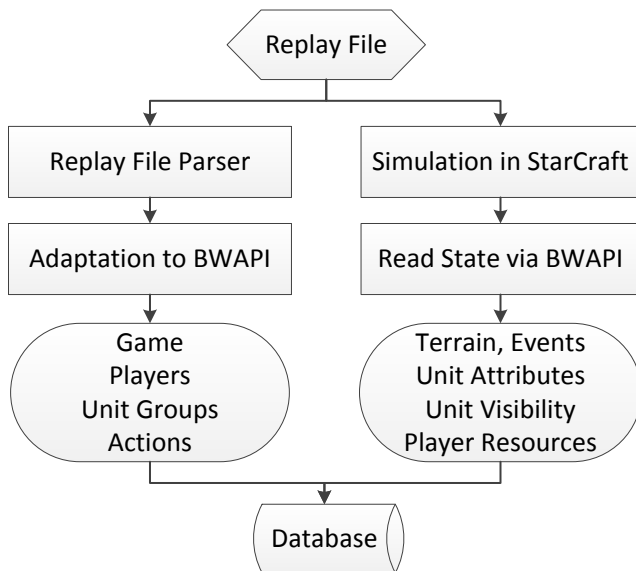 Replay File
Replay File Parser
Simulation in StarCraft
Adaptation to BWAPI
Read State via BWAPI
Game
Players
Unit Groups
Actions
Terrain, Events
Unit Attributes
Unit Visibility
Player Resources
Database